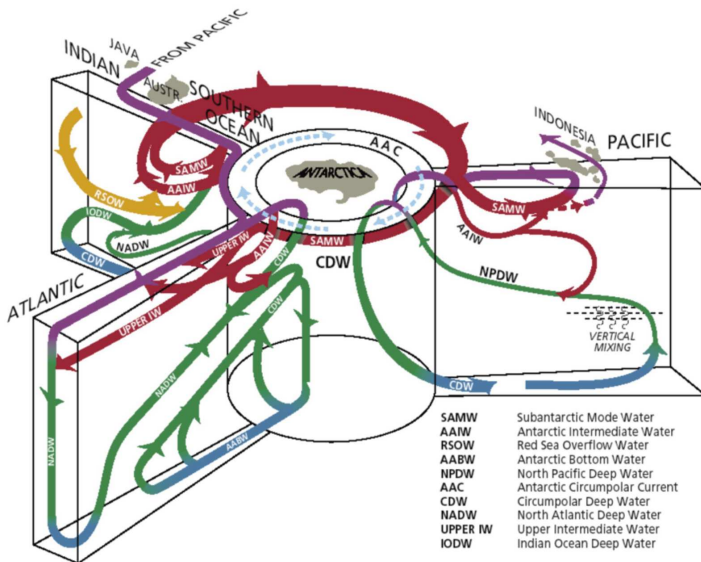 JAVA
INDIAN
FROM PACIFIC
AUSTR.
SOUTHERN
OCEAN
AAC
ANTARCTICA
INDONESIA
PACIFIC
SAMW
AAIW
RSOW
IODW
NADW
CDW
SAMW
AAIW
UPPER IW
AAIW
SAMW
CDW
CDW
NPDW
ATLANTIC
UPPER IW
CDW
VERTICAL
MIXING
NADW
CDW
NADW
AABW
SAMW Subantarctic Mode Water
AAIW Antarctic Intermediate Water
RSOW Red Sea Overflow Water
AABW Antarctic Bottom Water
NPDW North Pacific Deep Water
AAC Antarctic Circumpolar Current
CDW Circumpolar Deep Water
NADW North Atlantic Deep Water
UPPER IW Upper Intermediate Water
IODW Indian Ocean Deep Water